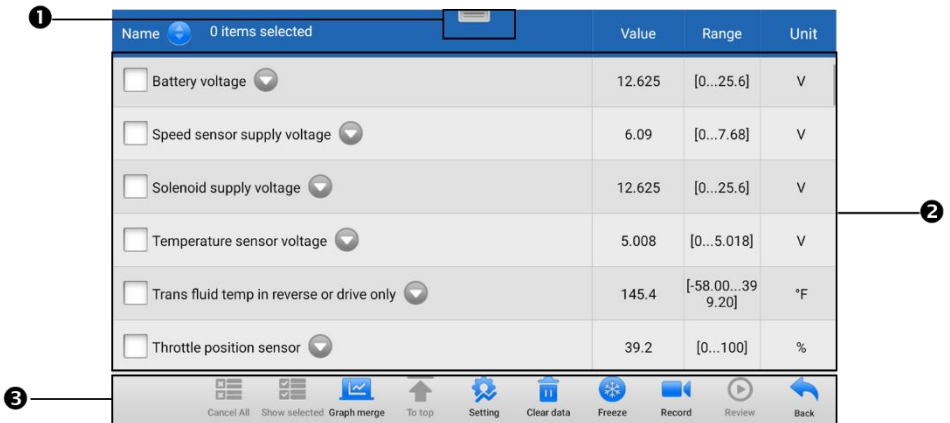 ❶
Name 0 items selected Value Range Unit
Battery voltage 12.625 [0...25.6] V
Speed sensor supply voltage 6.09 [0...7.68] V
Solenoid supply voltage 12.625 [0...25.6] V
❷
Temperature sensor voltage 5.008 [0...5.018] V
Trans fluid temp in reverse or drive only 145.4 [-58.00...39
9.20] °F
Throttle position sensor 39.2 [0...100] %
❸
Cancel All Show selected Graph merge To top Setting Clear data Freeze Record Review Back